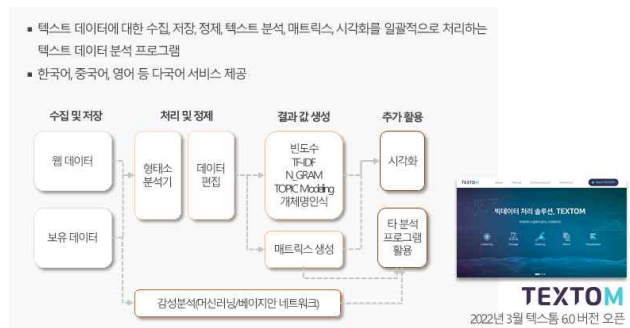 ▪ 텍스트 데이터에 대한 수집, 저장, 정제, 텍스트 분석, 매트릭스, 시각화를 일괄적으로 처리하는
텍스트 데이터 분석 프로그램
▪ 한국어, 중국어, 영어 등 다국어 서비스 제공
수집 및 저장
처리 및 정제
결과 값 생성
추가 활용
웹 데이터
보유 데이터
형태소
분석기
데이터
편집
빈도수
TF-IDF
N_GRAM
TOPIC Modeling
개체명인식
매트릭스 생성
시각화
타 분석
프로그램
활용
감성분석(머신러닝/베이지안 네트워크)
TEXTOM
빅데이터 처리 솔루션, TEXTOM
TEXTOM
2022년 3월 텍스톰 6.0 버전 오픈